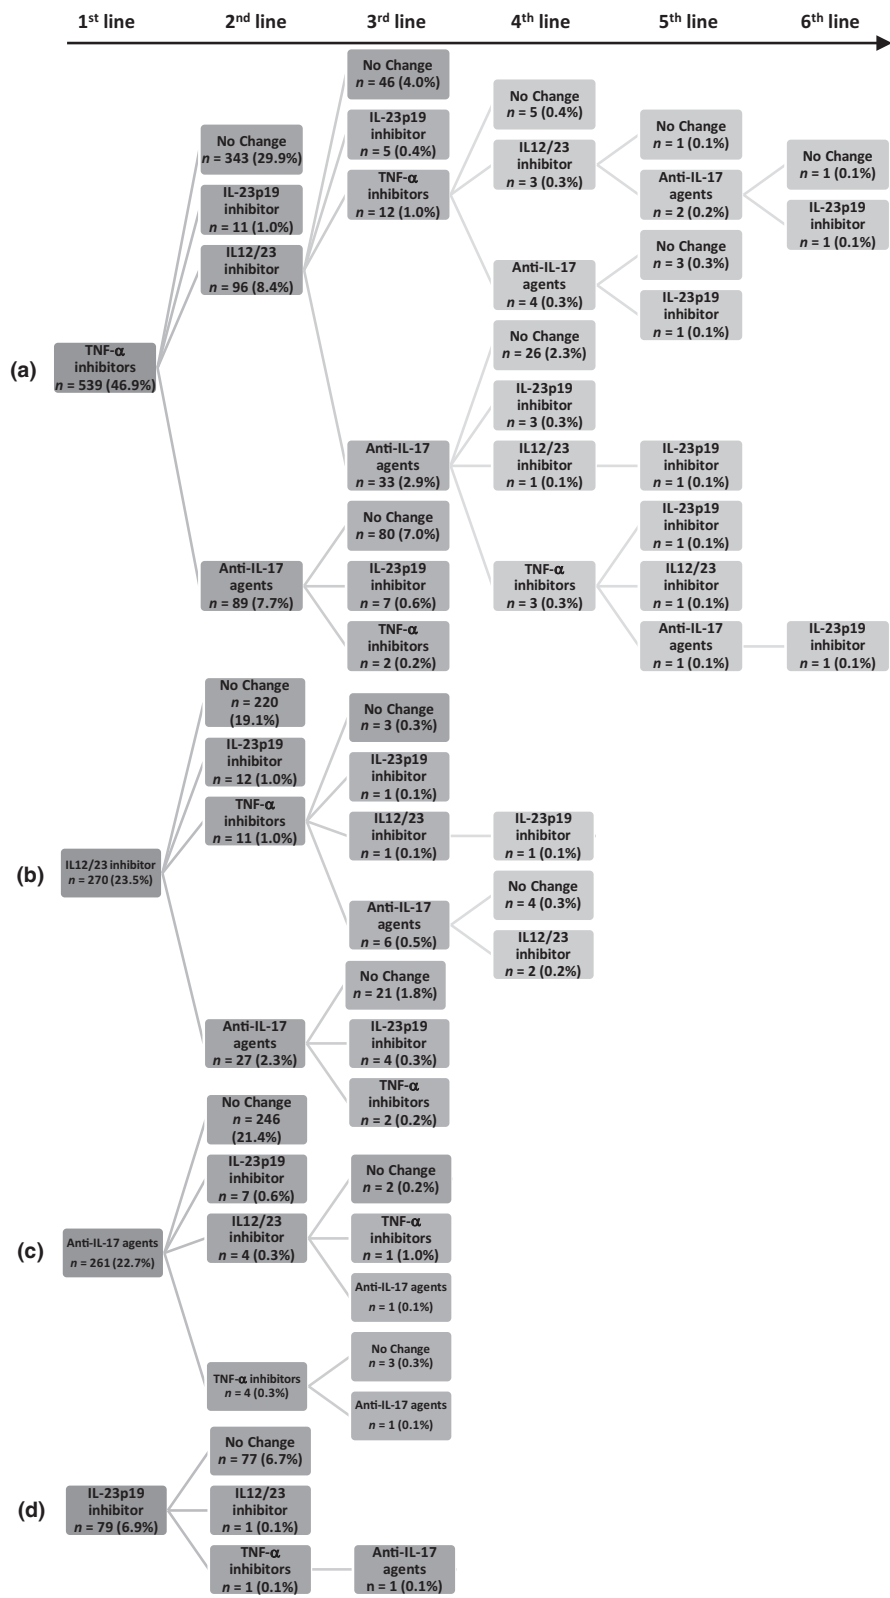 1st line 2nd line 3rd line 4th line 5th line 6th line
(a)
TNF-α
inhibitors
n = 539 (46.9%)
No Change
n = 343 (29.9%)
IL-23p19
inhibitor
n = 11 (1.0%)
IL12/23
inhibitor
n = 96 (8.4%)
Anti-IL-17
agents
n = 89 (7.7%)
No Change
n = 46 (4.0%)
IL-23p19
inhibitor
n = 5 (0.4%)
TNF-α
inhibitors
n = 12 (1.0%)
Anti-IL-17
agents
n = 33 (2.9%)
No Change
n = 80 (7.0%)
IL-23p19
inhibitor
n = 7 (0.6%)
TNF-α
inhibitors
n = 2 (0.2%)
No Change
n = 5 (0.4%)
IL12/23
inhibitor
n = 3 (0.3%)
Anti-IL-17
agents
n = 4 (0.3%)
No Change
n = 26 (2.3%)
IL-23p19
inhibitor
n = 3 (0.3%)
IL12/23
inhibitor
n = 1 (0.1%)
TNF-α
inhibitors
n = 3 (0.3%)
No Change
n = 1 (0.1%)
Anti-IL-17
agents
n = 2 (0.2%)
No Change
n = 3 (0.3%)
IL-23p19
inhibitor
n = 1 (0.1%)
IL-23p19
inhibitor
n = 1 (0.1%)
IL-23p19
inhibitor
n = 1 (0.1%)
IL12/23
inhibitor
n = 1 (0.1%)
Anti-IL-17
agents
n = 1 (0.1%)
No Change
n = 1 (0.1%)
IL-23p19
inhibitor
n = 1 (0.1%)
IL-23p19
inhibitor
n = 1 (0.1%)
(b)
IL12/23 inhibitor
n = 270 (23.5%)
No Change
n = 220
(19.1%)
IL-23p19
inhibitor
n = 12 (1.0%)
TNF-α
inhibitors
n = 11 (1.0%)
Anti-IL-17
agents
n = 27 (2.3%)
No Change
n = 3 (0.3%)
IL-23p19
inhibitor
n = 1 (0.1%)
IL12/23
inhibitor
n = 1 (0.1%)
Anti-IL-17
agents
n = 6 (0.5%)
No Change
n = 21 (1.8%)
IL-23p19
inhibitor
n = 4 (0.3%)
TNF-α
inhibitors
n = 2 (0.2%)
IL-23p19
inhibitor
n = 1 (0.1%)
No Change
n = 4 (0.3%)
IL12/23
inhibitor
n = 2 (0.2%)
(c)
Anti-IL-17 agents
n = 261 (22.7%)
No Change
n = 246
(21.4%)
IL-23p19
inhibitor
n = 7 (0.6%)
IL12/23
inhibitor
n = 4 (0.3%)
TNF-α inhibitors
n = 4 (0.3%)
No Change
n = 2 (0.2%)
TNF-α
inhibitors
n = 1 (1.0%)
Anti-IL-17 agents
n = 1 (0.1%)
No Change
n = 3 (0.3%)
Anti-IL-17 agents
n = 1 (0.1%)
(d)
IL-23p19
inhibitor
n = 79 (6.9%)
No Change
n = 77 (6.7%)
IL12/23
inhibitor
n = 1 (0.1%)
TNF-α
inhibitors
n = 1 (0.1%)
Anti-IL-17
agents
n = 1 (0.1%)